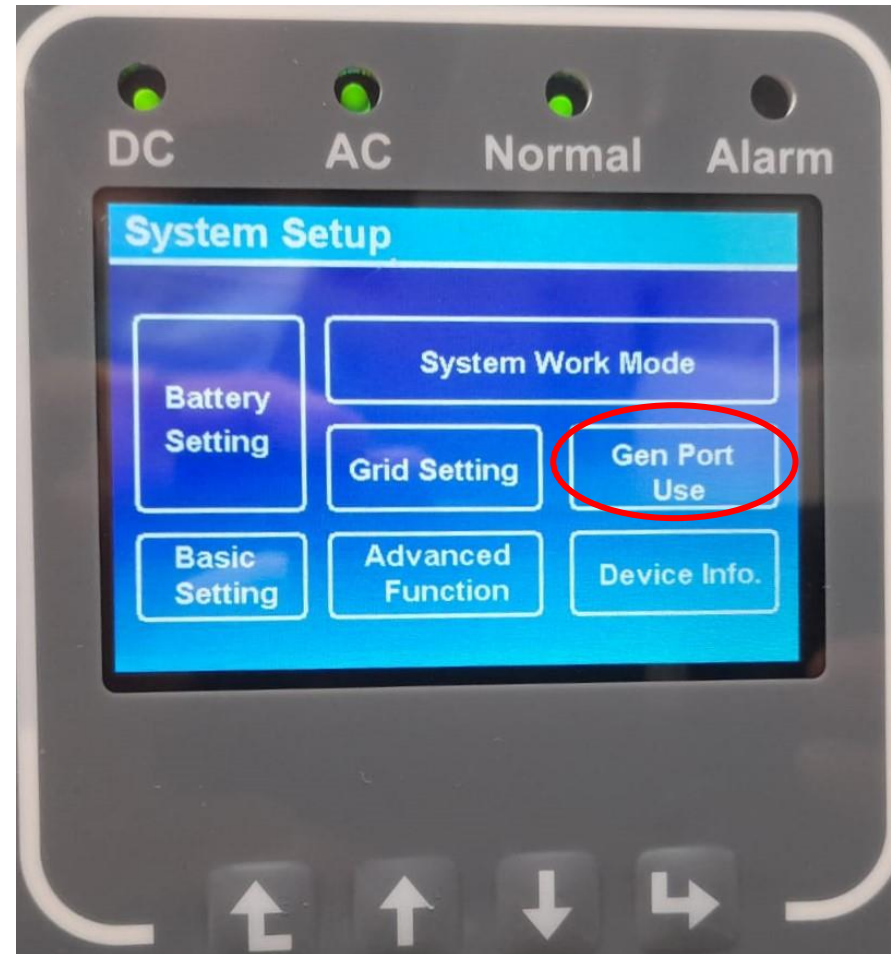 DC AC Normal Alarm
System Setup
System Work Mode
Battery
Setting
Grid Setting
Gen Port
Use
Basic
Setting
Advanced
Function
Device Info.